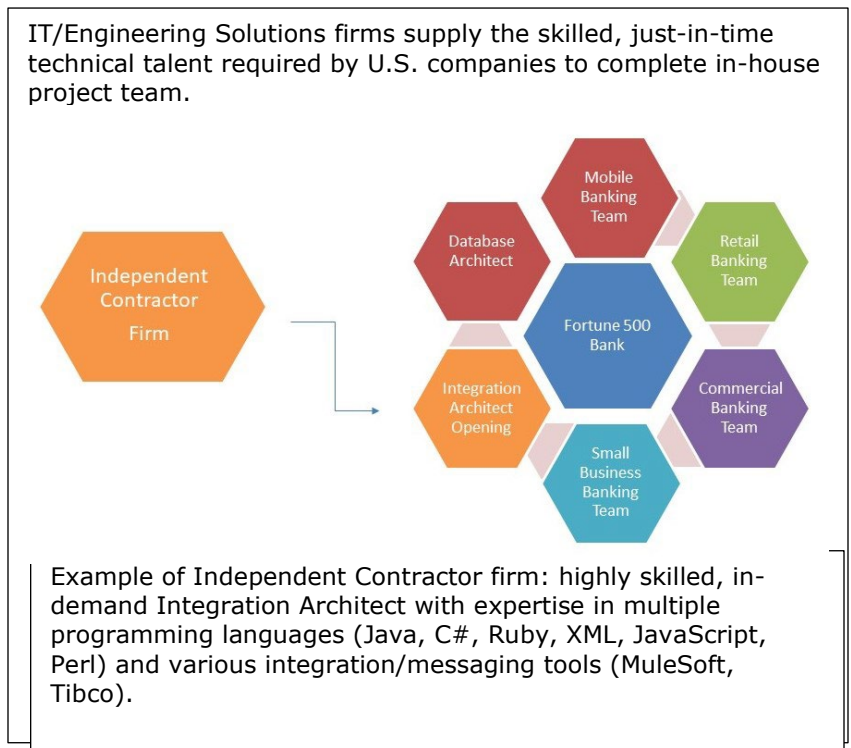 IT/Engineering Solutions firms supply the skilled, just-in-time
technical talent required by U.S. companies to complete in-house
project team.
Independent
Contractor
Firm
Mobile
Banking
Team
Database
Architect
Retail
Banking
Team
Fortune 500
Bank
Integration
Architect
Opening
Commercial
Banking
Team
Small
Business
Banking
Team
Example of Independent Contractor firm: highly skilled, in-
demand Integration Architect with expertise in multiple
programming languages (Java, C#, Ruby, XML, JavaScript,
Perl) and various integration/messaging tools (MuleSoft,
Tibco).